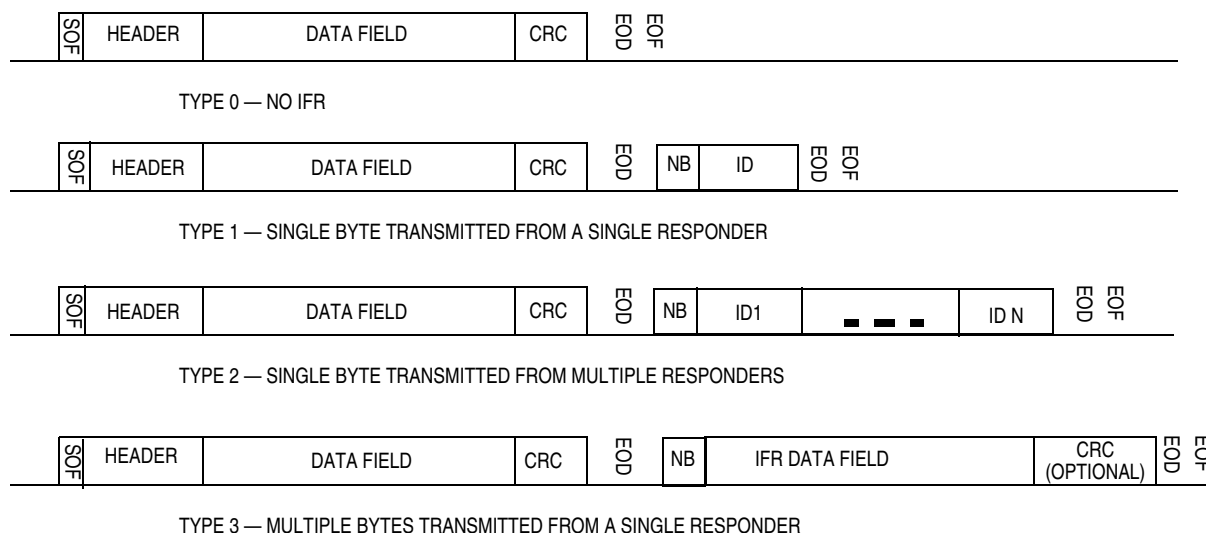 SOF HEADER DATA FIELD CRC EOD EOF
TYPE 0 — NO IFR
SOF HEADER DATA FIELD CRC EOD NB ID EOD EOF
TYPE 1 — SINGLE BYTE TRANSMITTED FROM A SINGLE RESPONDER
SOF HEADER DATA FIELD CRC EOD NB ID1 ID N EOD EOF
TYPE 2 — SINGLE BYTE TRANSMITTED FROM MULTIPLE RESPONDERS
SOF HEADER DATA FIELD CRC EOD NB IFR DATA FIELD CRC (OPTIONAL) EOD EOF
TYPE 3 — MULTIPLE BYTES TRANSMITTED FROM A SINGLE RESPONDER